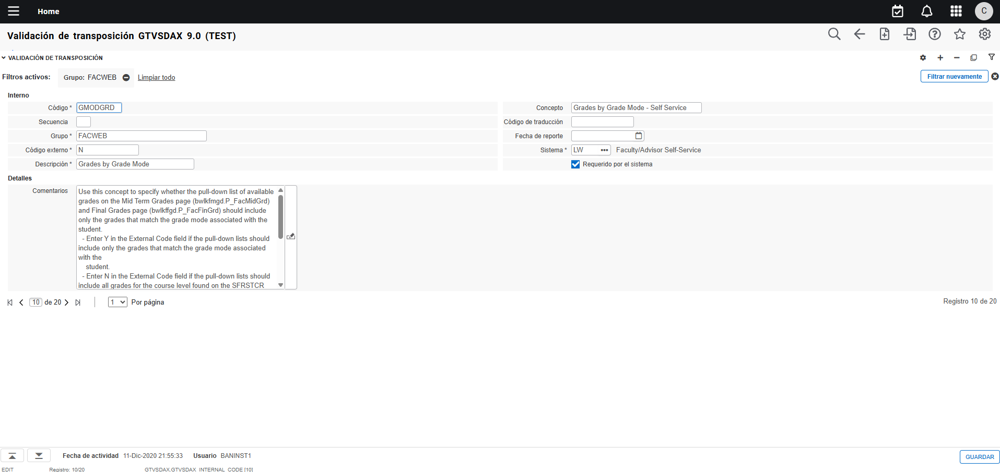 Home
C
Validación de transposición GTVSDAX 9.0 (TEST)
VALIDACIÓN DE TRANSPOSICIÓN
Filtros activos: Grupo: FACWEB Limpiar todo Filtrar nuevamente
Interno
Código * GMODGRD
Concepto Grades by Grade Mode - Self Service
Secuencia
Código de traducción
Grupo * FACWEB
Fecha de reporte
Código externo * N
Sistema * LW Faculty/Advisor Self-Service
Descripción * Grades by Grade Mode
Requerido por el sistema
Detalles
Comentarios
Use this concept to specify whether the pull-down list of available
grades on the Mid Term Grades page (bwlkfmgd.P_FacMidGrd)
and Final Grades page (bwlkffgd.P_FacFinGrd) should include
only the grades that match the grade mode associated with the
student.
- Enter Y in the External Code field if the pull-down lists should
include only the grades that match the grade mode associated
with the
student.
- Enter N in the External Code field if the pull-down lists should
include all grades for the course level found on the SFRSTCR
10 de 20 1 Por página Registro 10 de 20
Fecha de actividad 11-Dic-2020 21:55:33 Usuario BANINST1 GUARDAR
EDIT Registro: 10/20 GTVSDAX.GTVSDAX_INTERNAL_CODE [10]